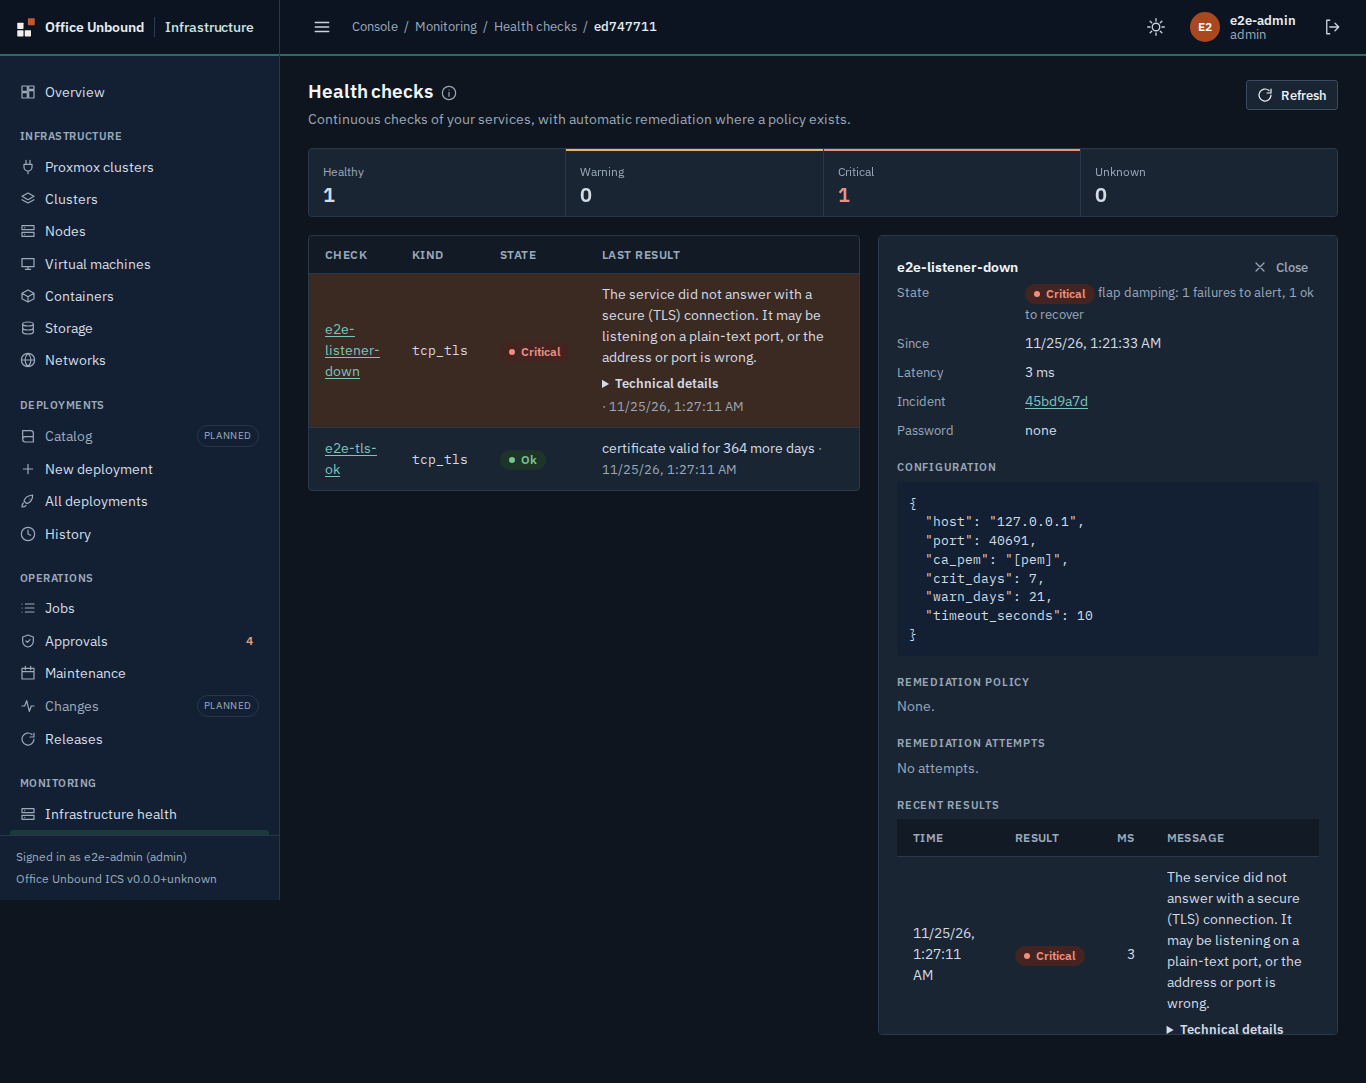 Office Unbound
Infrastructure
Console / Monitoring / Health checks / ed747711
E2
e2e-admin
admin
Overview
INFRASTRUCTURE
Proxmox clusters
Clusters
Nodes
Virtual machines
Containers
Storage
Networks
DEPLOYMENTS
Catalog
PLANNED
New deployment
All deployments
History
OPERATIONS
Jobs
Approvals
4
Maintenance
Changes
PLANNED
Releases
MONITORING
Infrastructure health
Signed in as e2e-admin (admin)
Office Unbound ICS v0.0.0+unknown
Health checks
Continuous checks of your services, with automatic remediation where a policy exists.
Refresh
Healthy
1
Warning
0
Critical
1
Unknown
0
CHECK KIND STATE LAST RESULT
e2e-
listener-
down
tcp_tls
Critical
The service did not answer with a
secure (TLS) connection. It may be
listening on a plain-text port, or the
address or port is wrong.
Technical details
· 11/25/26, 1:27:11 AM
e2e-tls-
ok
tcp_tls
Ok
certificate valid for 364 more days ·
11/25/26, 1:27:11 AM
e2e-listener-down
Close
State
Critical flap damping: 1 failures to alert, 1 ok
to recover
Since
11/25/26, 1:21:33 AM
Latency
3 ms
Incident
45bd9a7d
Password
none
CONFIGURATION
{
"host": "127.0.0.1",
"port": 40691,
"ca_pem": "[pem]",
"crit_days": 7,
"warn_days": 21,
"timeout_seconds": 10
}
REMEDIATION POLICY
None.
REMEDIATION ATTEMPTS
No attempts.
RECENT RESULTS
TIME RESULT MS MESSAGE
11/25/26,
1:27:11
AM
Critical
3
The service did not
answer with a secure
(TLS) connection. It
may be listening on a
plain-text port, or the
address or port is
wrong.
Technical details